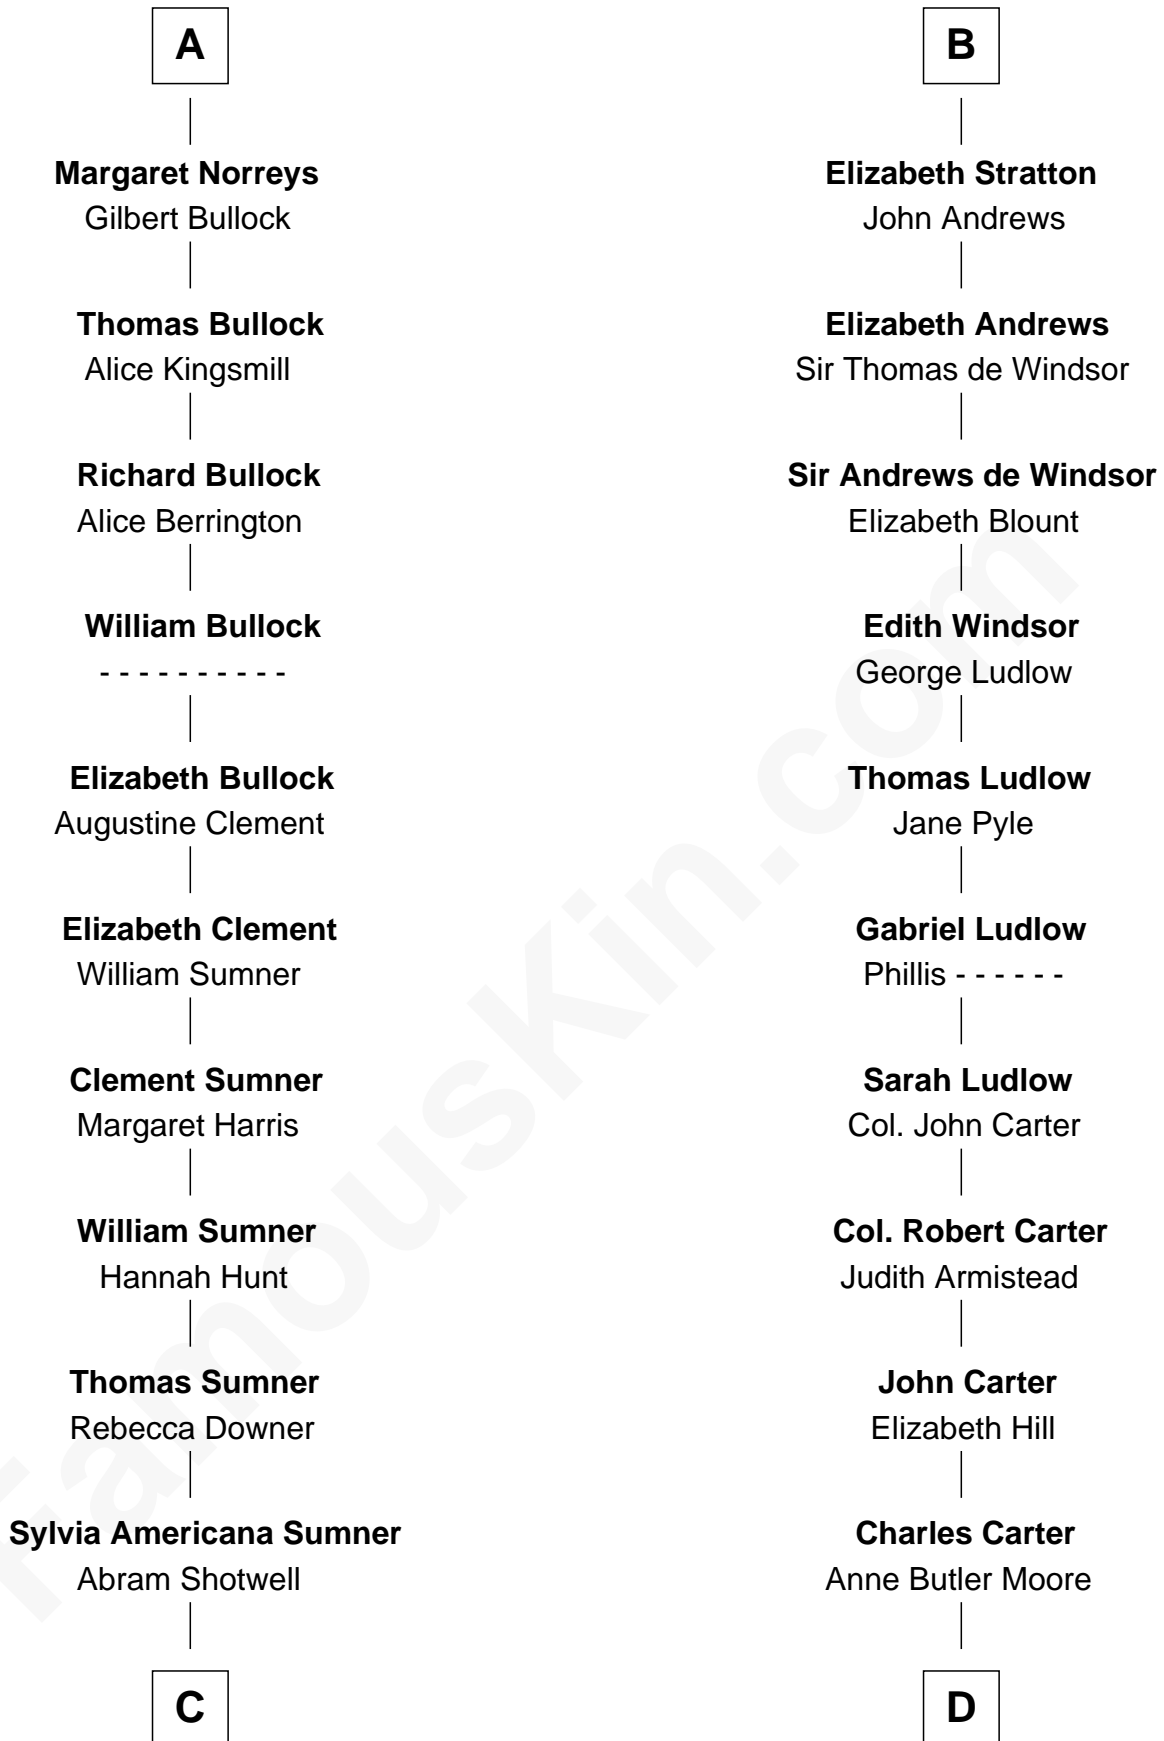 A
Margaret Norreys
Gilbert Bullock
Thomas Bullock
Alice Kingsmill
Richard Bullock
Alice Berrington
William Bullock
- - - - - - - - - -
Elizabeth Bullock
Augustine Clement
Elizabeth Clement
William Sumner
Clement Sumner
Margaret Harris
William Sumner
Hannah Hunt
Thomas Sumner
Rebecca Downer
Sylvia Americana Sumner
Abram Shotwell
C
B
Elizabeth Stratton
John Andrews
Elizabeth Andrews
Sir Thomas de Windsor
Sir Andrews de Windsor
Elizabeth Blount
Edith Windsor
George Ludlow
Thomas Ludlow
Jane Pyle
Gabriel Ludlow
Phillis - - - - - -
Sarah Ludlow
Col. John Carter
Col. Robert Carter
Judith Armistead
John Carter
Elizabeth Hill
Charles Carter
Anne Butler Moore
D
FamousKin.com